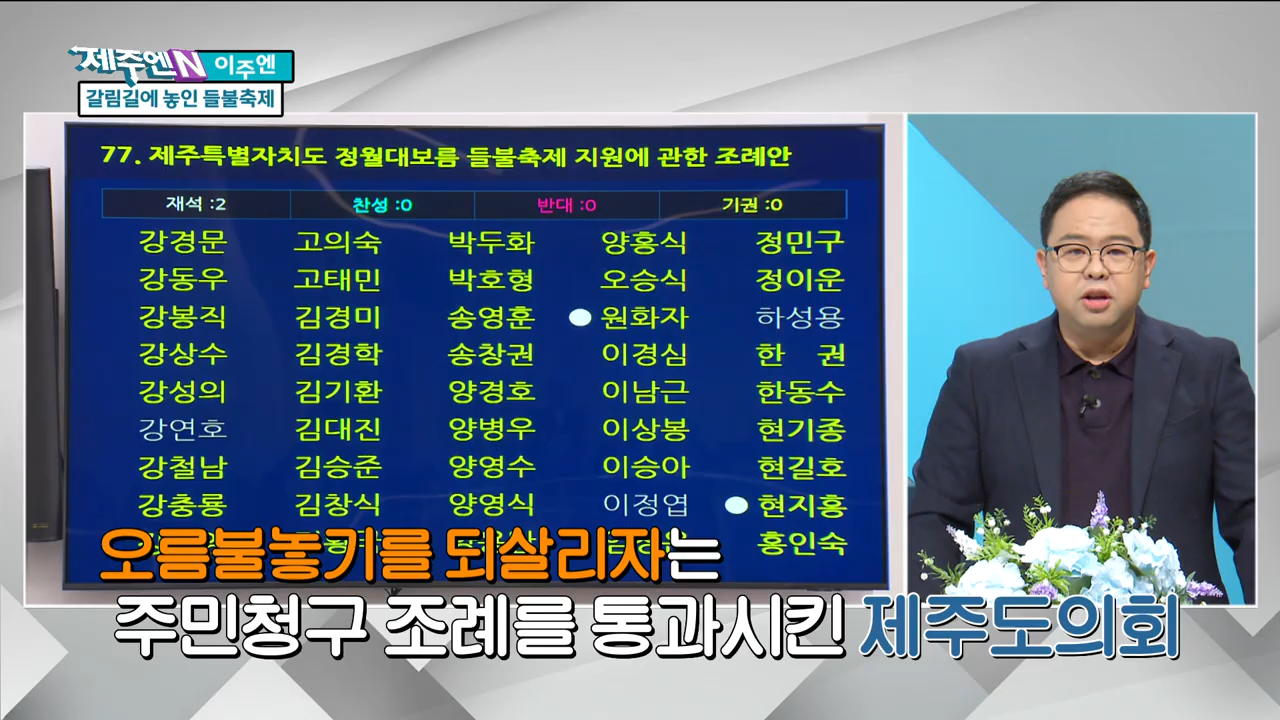 제주엔N 이주엔
갈림길에 놓인 들불축제
77. 제주특별자치도 정월대보름 들불축제 지원에 관한 조례안
재석 :2 찬성 :0 반대 :0 기권 :0
강경문 고의숙 박두화 양홍식 정민구
강동우 고태민 박호형 오승식 정이운
강봉직 김경미 송영훈 원화자 하성용
강상수 김경학 송창권 이경심 한 권
강성의 김기환 양경호 이남근 한동수
강연호 김대진 양병우 이상봉 현기종
강철남 김승준 양영수 이승아 현길호
강충룡 김창식 양영식 이정엽 현지홍
홍인숙
오름불놓기를 되살리자는
주민청구 조례를 통과시킨 제주도의회